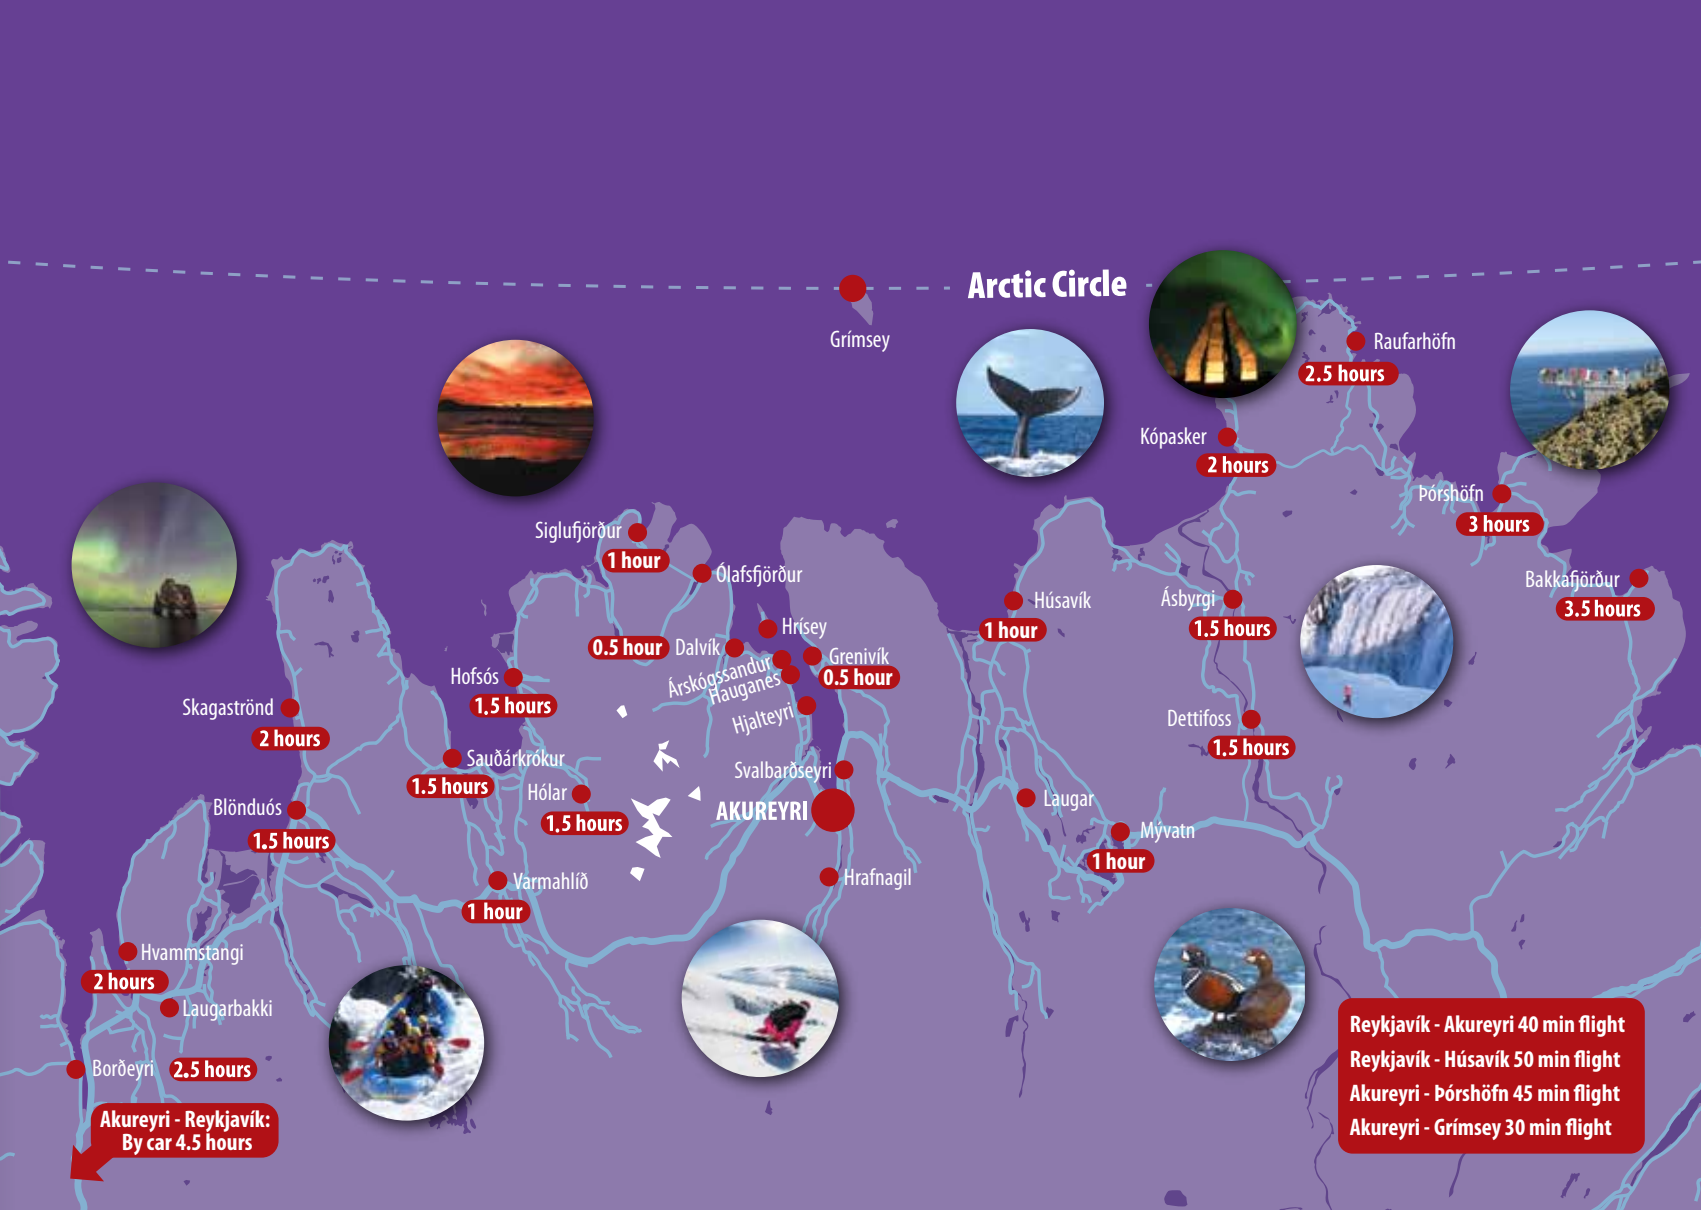 Arctic Circle
Grímsey
Raufarhöfn
2.5 hours
Kópasker
2 hours
Þórshöfn
3 hours
Siglufjörður
1 hour
Ólafsfjörður
Bakkafjörður
3.5 hours
Húsavík
1 hour
Ásbyrgi
1.5 hours
Hrísey
0.5 hour
Dalvík
Grenivík
0.5 hour
Árskógssandur
Hauganes
Hjalteyri
Hofsós
1.5 hours
Skagaströnd
2 hours
Dettifoss
1.5 hours
Sauðárkrókur
1.5 hours
Svalbarðseyri
Hólar
1.5 hours
Laugar
Blönduós
1.5 hours
AKUREYRI
Mývatn
1 hour
Varmahlíð
1 hour
Hrafnagil
Hvammstangi
2 hours
Laugarbakki
Borðeyri
2.5 hours
Akureyri - Reykjavík:
By car 4.5 hours
Reykjavík - Akureyri 40 min flight
Reykjavík - Húsavík 50 min flight
Akureyri - Þórshöfn 45 min flight
Akureyri - Grímsey 30 min flight